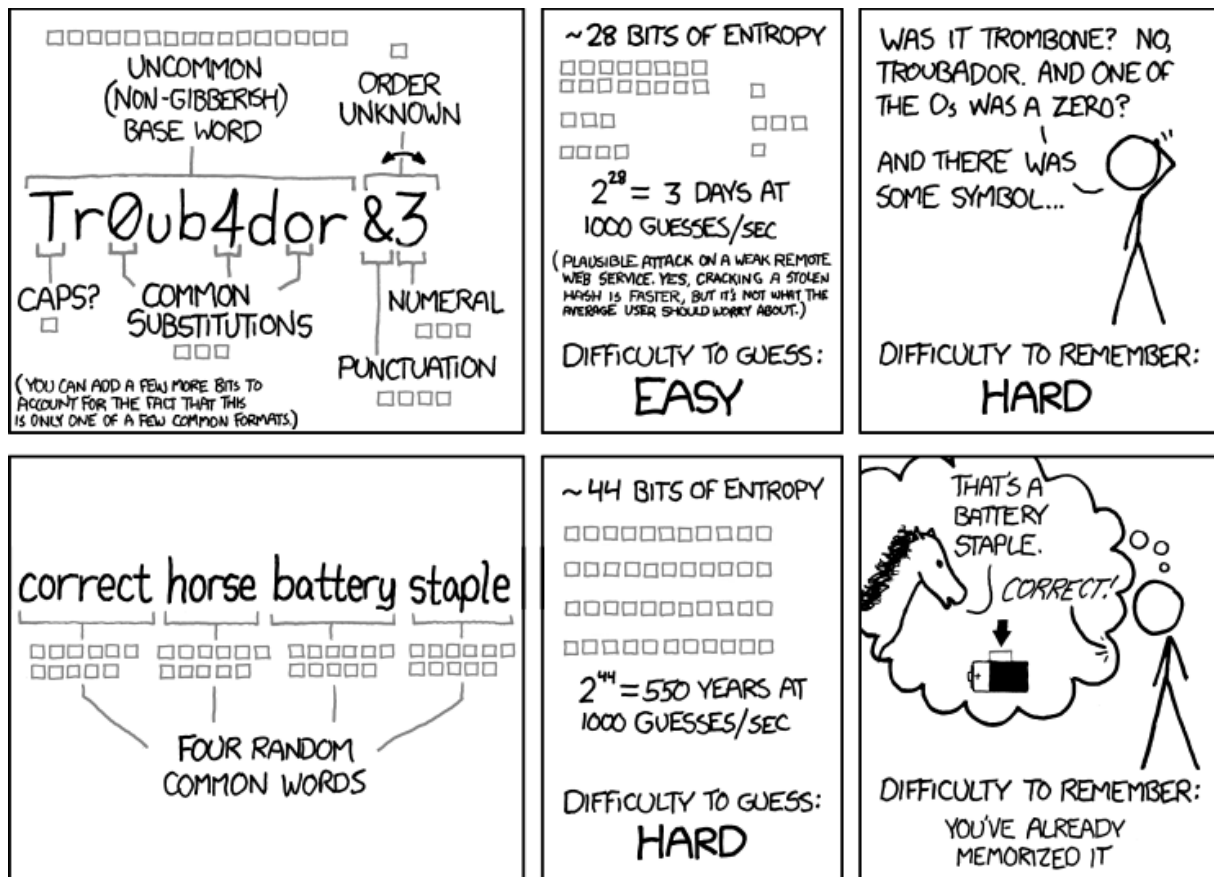 UNCOMMON
(NON-GIBBERISH)
BASE WORD
ORDER
UNKNOWN
Tr0ub4dor &3
CAPS?
COMMON
SUBSTITUTIONS
NUMERAL
PUNCTUATION
(YOU CAN ADD A FEW MORE BITS TO
ACCOUNT FOR THE FACT THAT THIS
IS ONLY ONE OF A FEW COMMON FORMATS.)
~28 BITS OF ENTROPY
2²⁸ = 3 DAYS AT
1000 GUESSES/SEC
(PLAUSIBLE ATTACK ON A WEAK REMOTE
WEB SERVICE. YES, CRACKING A STOLEN
HASH IS FASTER, BUT IT'S NOT WHAT THE
AVERAGE USER SHOULD WORRY ABOUT.)
DIFFICULTY TO GUESS:
EASY
WAS IT TROMBONE? NO,
TROUBADOR. AND ONE OF
THE Os WAS A ZERO?
AND THERE WAS
SOME SYMBOL...
DIFFICULTY TO REMEMBER:
HARD
correct horse battery staple
FOUR RANDOM
COMMON WORDS
~44 BITS OF ENTROPY
2⁴⁴ = 550 YEARS AT
1000 GUESSES/SEC
DIFFICULTY TO GUESS:
HARD
THAT'S A
BATTERY
STAPLE.
CORRECT!
+
DIFFICULTY TO REMEMBER:
YOU'VE ALREADY
MEMORIZED IT